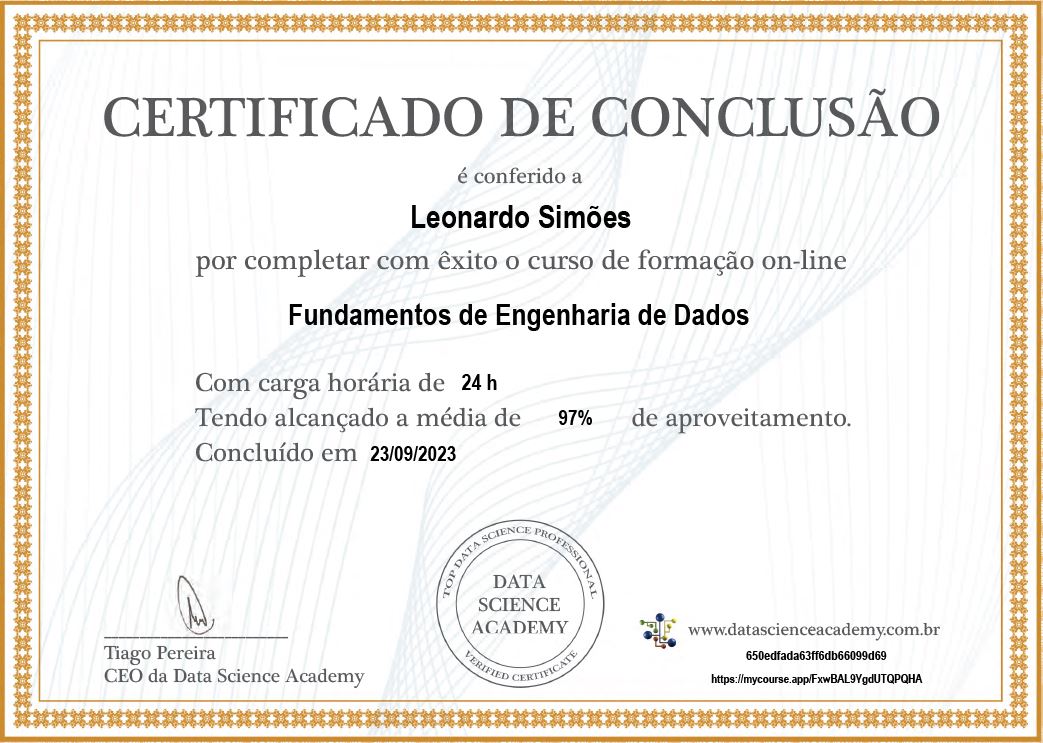 CERTIFICADO DE CONCLUSÃO
é conferido a
Leonardo Simões
por completar com êxito o curso de formação on-line
Fundamentos de Engenharia de Dados
Com carga horária de 24 h
Tendo alcançado a média de 97% de aproveitamento.
Concluído em 23/09/2023
TOP DATA SCIENCE PROFESSIONAL
DATA
SCIENCE
ACADEMY
VERIFIED CERTIFICATE
Tiago Pereira
CEO da Data Science Academy
www.datascienceacademy.com.br
650edfada63ff6db66099d69
https://mycourse.app/FxwBAL9YgdUTQPQHA